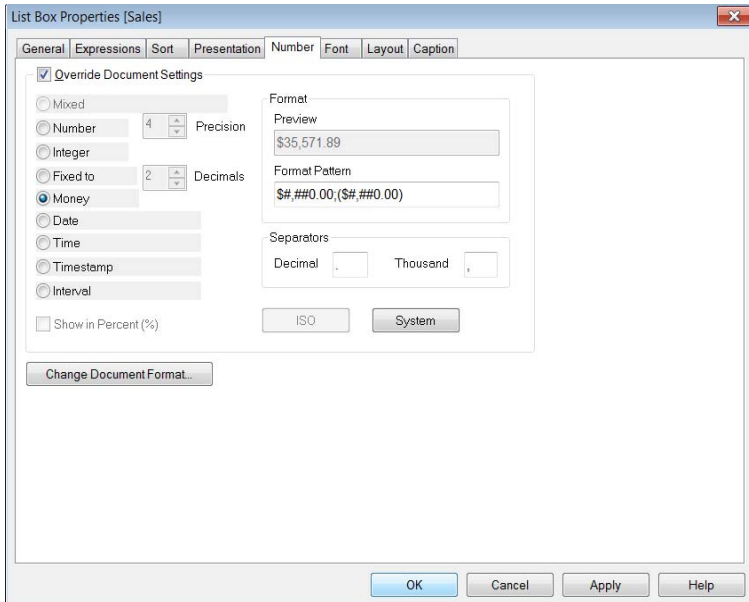 List Box Properties [Sales]
General Expressions Sort Presentation Number Font Layout Caption
Override Document Settings
Mixed
Number 4 Precision
Integer
Fixed to 2 Decimals
Money
Date
Time
Timestamp
Interval
Show in Percent (%)
Format
Preview
$35,571.89
Format Pattern
$#,##0.00;($#,##0.00)
Separators
Decimal . Thousand ,
ISO System
Change Document Format...
OK Cancel Apply Help